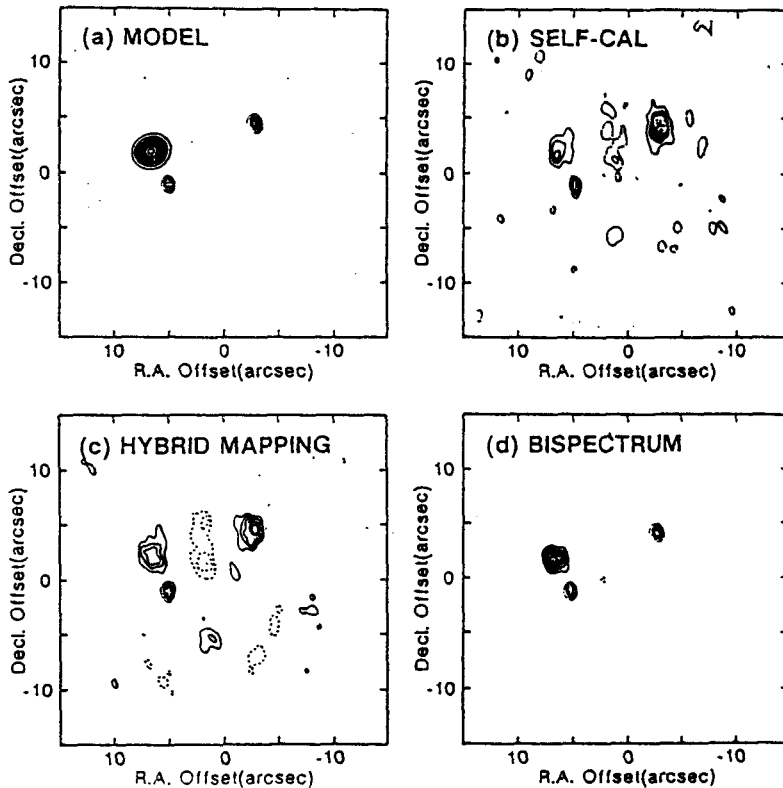 (a) MODEL
10
0
-10
Decl. Offset(arcsec)
10 0 -10
R.A. Offset(arcsec)
(b) SELF-CAL
10
0
-10
Decl. Offset(arcsec)
10 0 -10
R.A. Offset(arcsec)
(c) HYBRID MAPPING
10
0
-10
Decl. Offset(arcsec)
10 0 -10
R.A. Offset(arcsec)
(d) BISPECTRUM
10
0
-10
Decl. Offset(arcsec)
10 0 -10
R.A. Offset(arcsec)